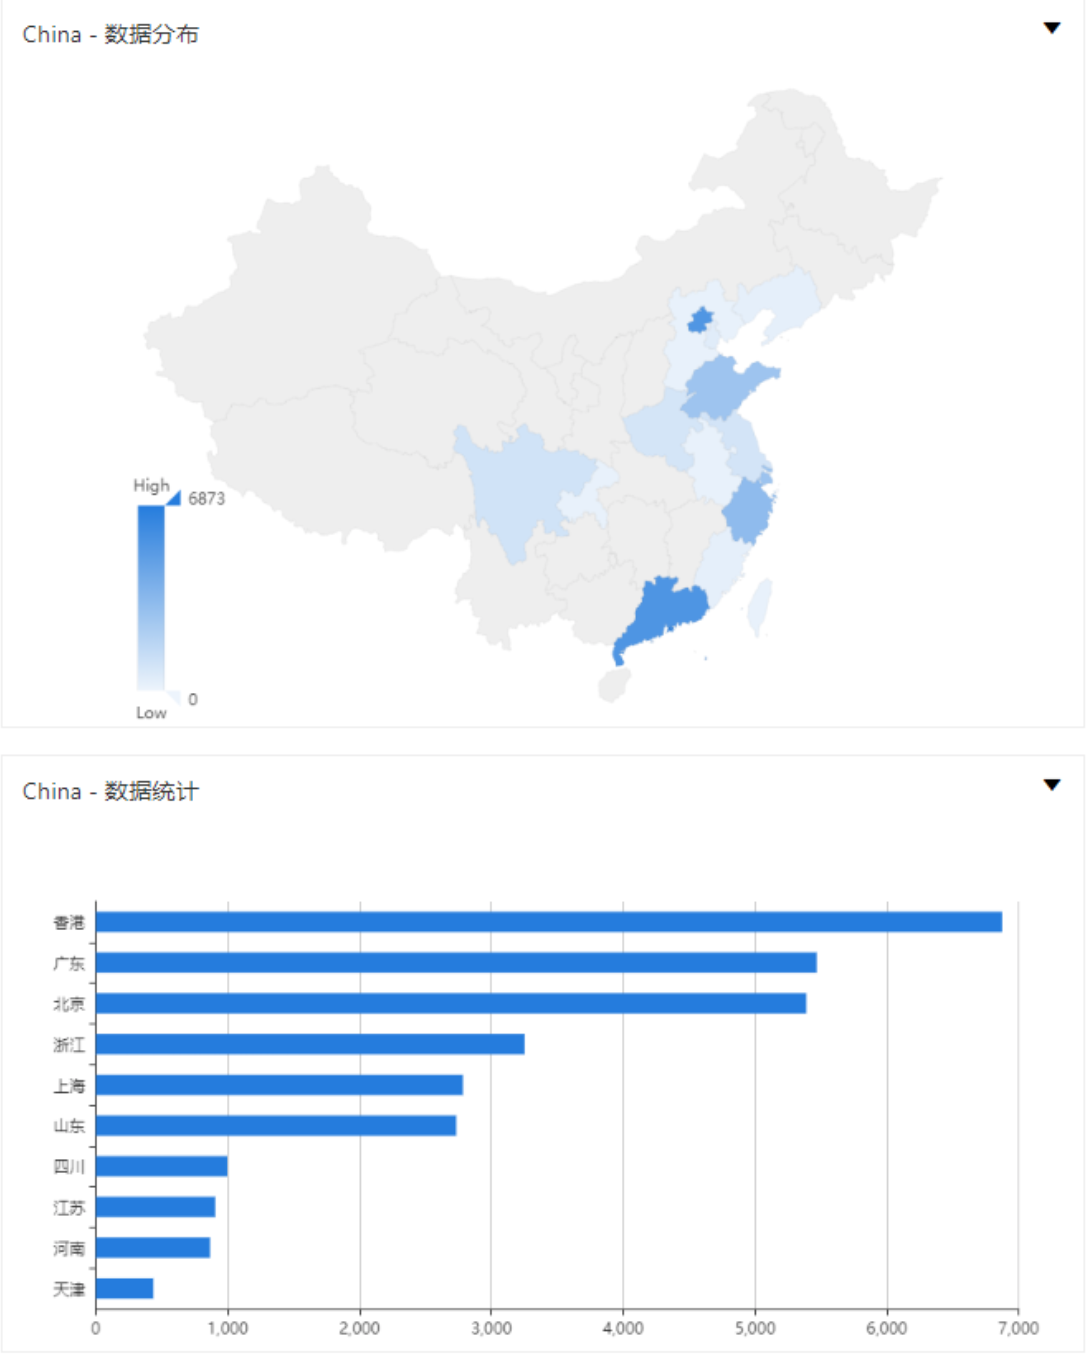 China - 数据分布
High
6873
0
Low
China - 数据统计
香港
广东
北京
浙江
上海
山东
四川
江苏
河南
天津
0 1,000 2,000 3,000 4,000 5,000 6,000 7,000